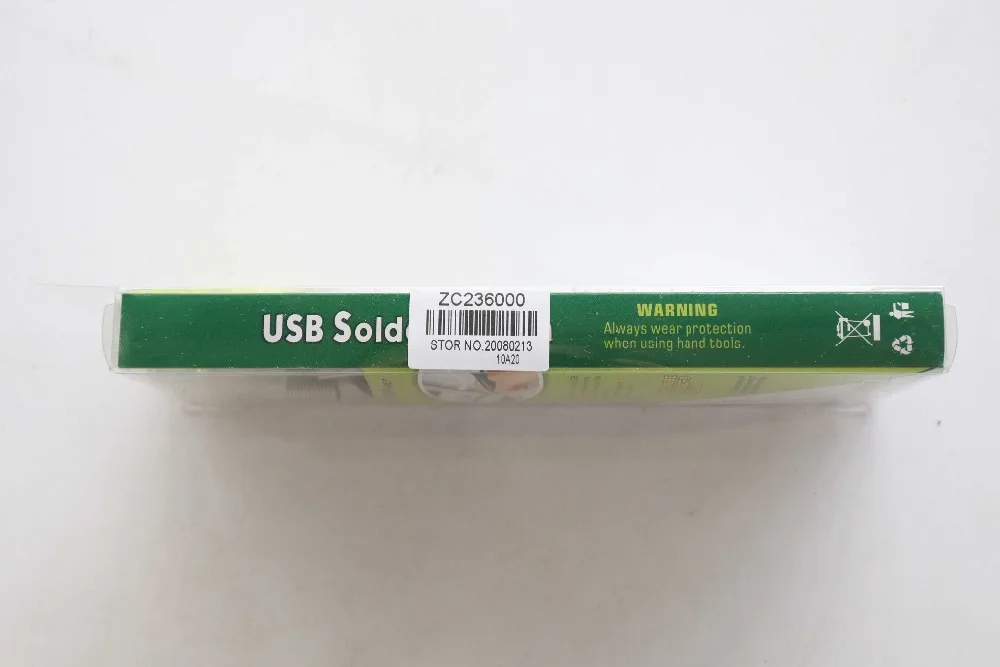 USB Solde
ZC236000
STOR NO.20080213
10A20
WARNING
Always wear protection
when using hand tools.